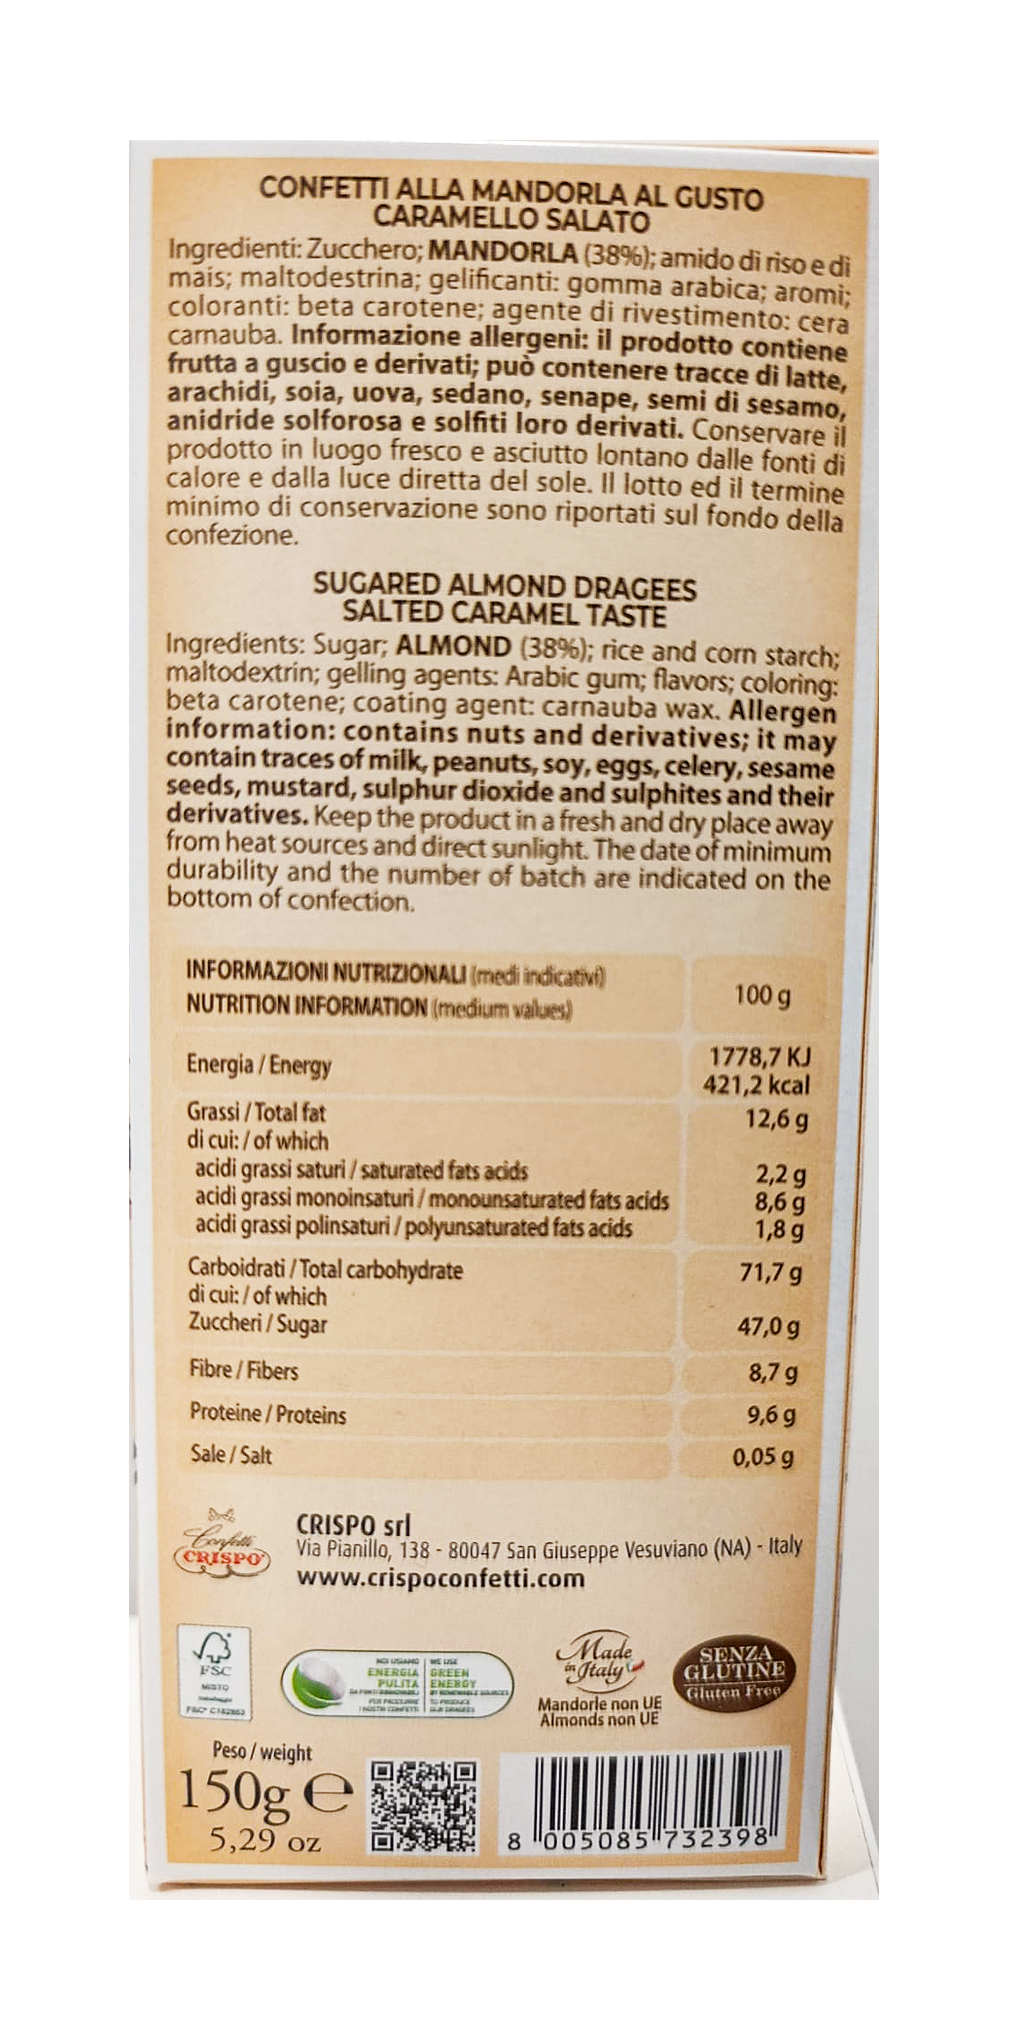 CONFETTI ALLA MANDORLA AL GUSTO
CARAMELLO SALATO
Ingredienti: Zucchero; MANDORLA (38%); amido di riso e di
mais; maltodestrina; gelificanti: gomma arabica; aromi;
coloranti: beta carotene; agente di rivestimento: cera
carnauba. Informazione allergeni: il prodotto contiene
frutta a guscio e derivati; può contenere tracce di latte,
arachidi, soia, uova, sedano, senape, semi di sesamo,
anidride solforosa e solfiti loro derivati. Conservare il
prodotto in luogo fresco e asciutto lontano dalle fonti di
calore e dalla luce diretta del sole. Il lotto ed il termine
minimo di conservazione sono riportati sul fondo della
confezione.
SUGARED ALMOND DRAGEES
SALTED CARAMEL TASTE
Ingredients: Sugar; ALMOND (38%); rice and corn starch;
maltodextrin; gelling agents: Arabic gum; flavors; coloring:
beta carotene; coating agent: carnauba wax. Allergen
information: contains nuts and derivatives; it may
contain traces of milk, peanuts, soy, eggs, celery, sesame
seeds, mustard, sulphur dioxide and sulphites and their
derivatives. Keep the product in a fresh and dry place away
from heat sources and direct sunlight. The date of minimum
durability and the number of batch are indicated on the
bottom of confection.
INFORMAZIONI NUTRIZIONALI (medi indicativi)
NUTRITION INFORMATION (medium values)
100 g
Energia / Energy
1778,7 KJ
421,2 kcal
Grassi / Total fat 12,6 g
di cui: / of which
acidi grassi saturi / saturated fats acids 2,2 g
acidi grassi monoinsaturi / monounsaturated fats acids 8,6 g
acidi grassi polinsaturi / polyunsaturated fats acids 1,8 g
Carboidrati / Total carbohydrate 71,7 g
di cui: / of which
Zuccheri / Sugar 47,0 g
Fibre / Fibers 8,7 g
Proteine / Proteins 9,6 g
Sale / Salt 0,05 g
Confetti
CRISPO
CRISPO srl
Via Pianillo, 138 - 80047 San Giuseppe Vesuviano (NA) - Italy
www.crispoconfetti.com
FSC
MISTO
NOI USIAMO WE USE
ENERGIA GREEN
PULITA ENERGY
Made
in Italy
Mandorle non UE
Almonds non UE
SENZA
GLUTINE
Gluten Free
Peso / weight
150g e
5,29 oz
8 005085 732398